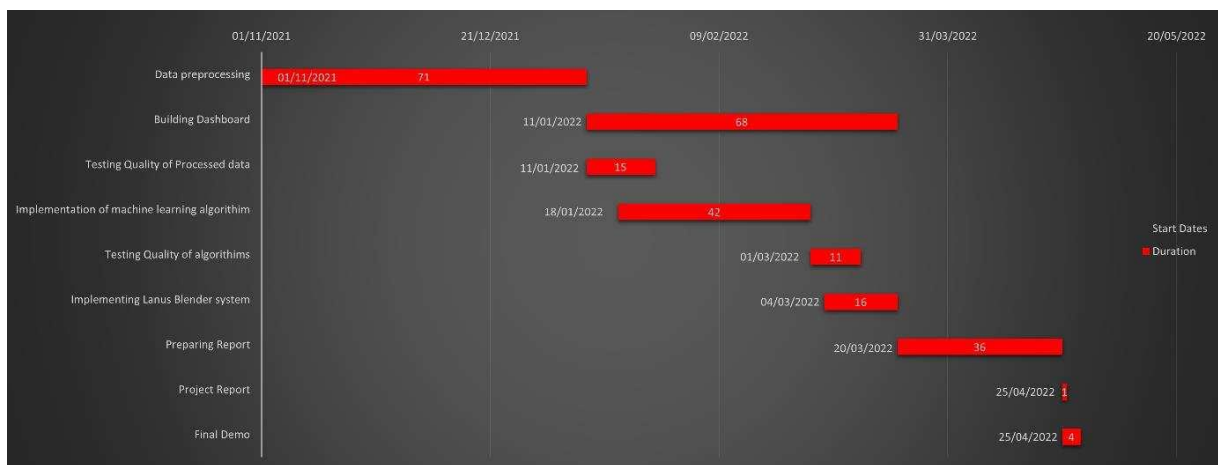 01/11/2021 21/12/2021 09/02/2022 31/03/2022 20/05/2022
Data preprocessing 01/11/2021 71
Building Dashboard 11/01/2022 68
Testing Quality of Processed data 11/01/2022 15
Implementation of machine learning algorithim 18/01/2022 42
Start Dates
Testing Quality of algorithims 01/03/2022 11
Duration
Implementing Lanus Blender system 04/03/2022 16
Preparing Report 20/03/2022 36
Project Report 25/04/2022 1
Final Demo 25/04/2022 4